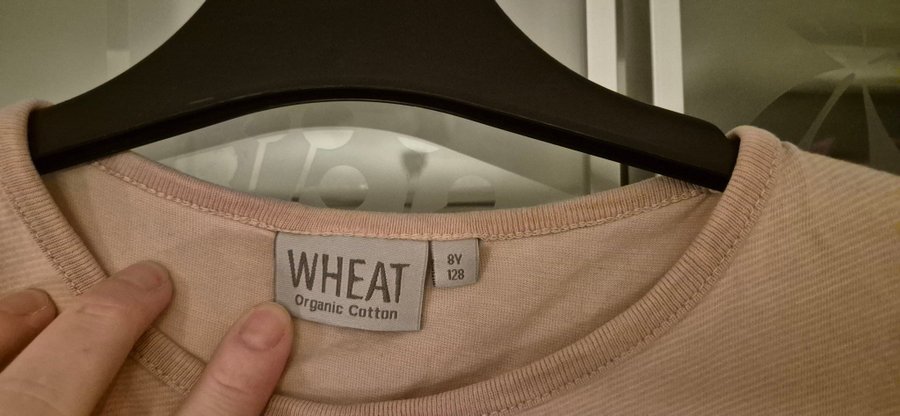 WHEAT
Organic Cotton
8Y
128